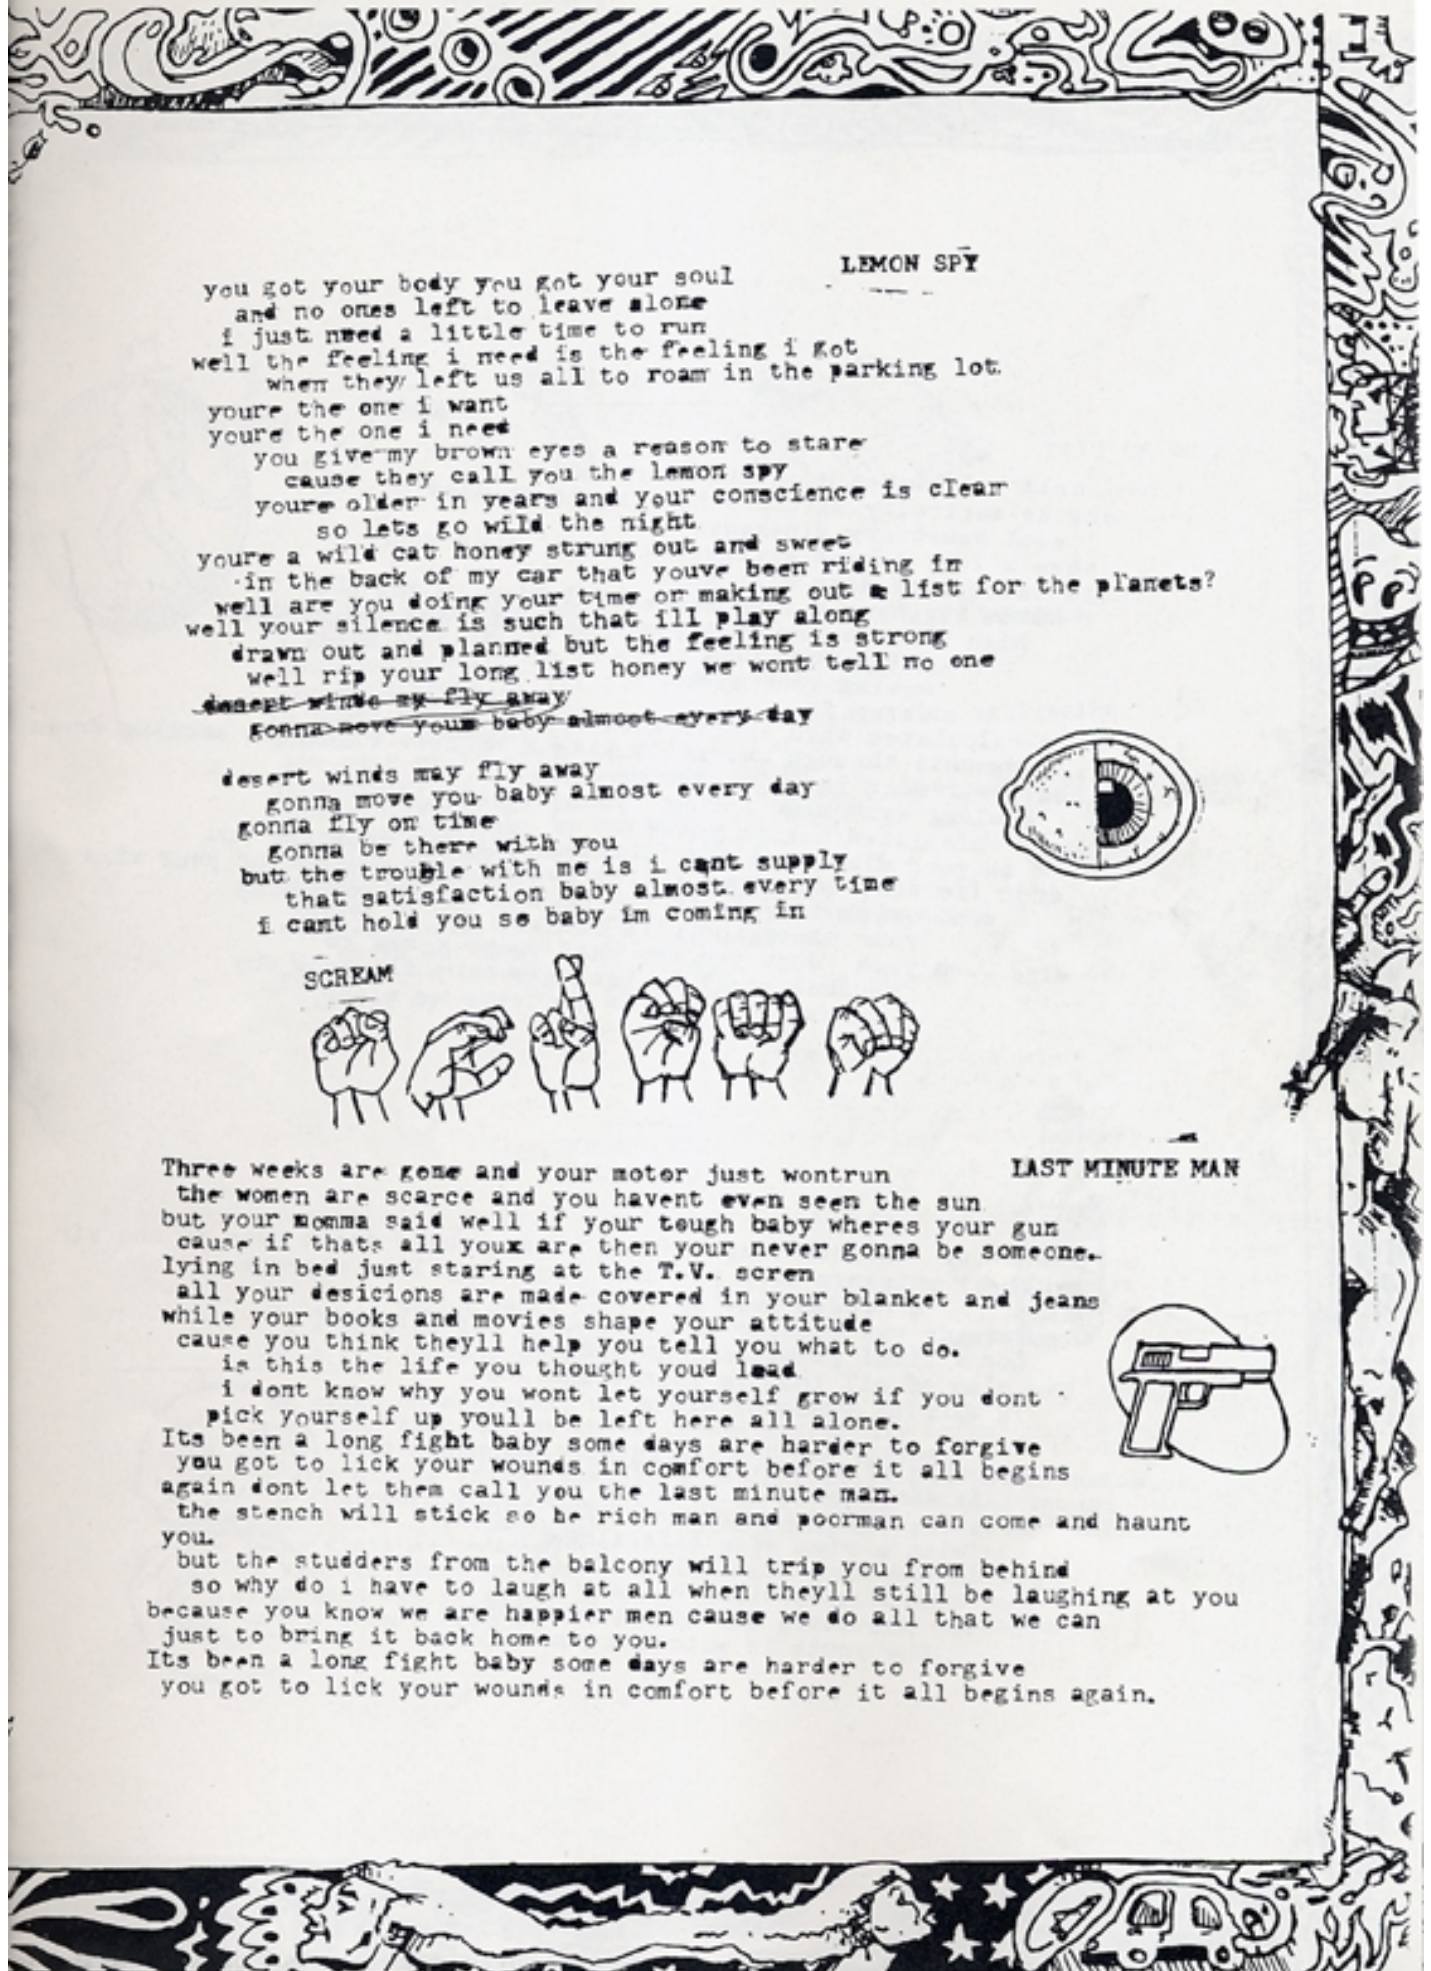 LEMON SPY
you got your body you got your soul
and no ones left to leave alone
i just need a little time to run
well the feeling i need is the feeling i got
when they left us all to roam in the parking lot.
youre the one i want
youre the one i need
you give my brown eyes a reason to stare
cause they call you the lemon spy
youre older in years and your conscience is clear
so lets go wild the night
youre a wild cat honey strung out and sweet
in the back of my car that youve been riding in
well are you doing your time or making out a list for the planets?
well your silence is such that ill play along
drawn out and planned but the feeling is strong
well rip your long list honey we wont tell no one
desert winds my fly away
gonna move your baby almost every day
desert winds may fly away
gonna move you baby almost every day
gonna fly on time
gonna be there with you
but the trouble with me is i cant supply
that satisfaction baby almost every time
i cant hold you so baby im coming in
SCREAM
LAST MINUTE MAN
Three weeks are gone and your motor just wontrun
the women are scarce and you havent even seen the sun
but your momma said well if your tough baby wheres your gun
cause if thats all youx are then your never gonna be someone.
lying in bed just staring at the T.V. scren
all your desicions are made covered in your blanket and jeans
while your books and movies shape your attitude
cause you think theyll help you tell you what to do.
is this the life you thought youd lead
i dont know why you wont let yourself grow if you dont
pick yourself up youll be left here all alone.
Its been a long fight baby some days are harder to forgive
you got to lick your wounds in comfort before it all begins
again dont let them call you the last minute man.
the stench will stick so he rich man and poorman can come and haunt
you.
but the studders from the balcony will trip you from behind
so why do i have to laugh at all when theyll still be laughing at you
because you know we are happier men cause we do all that we can
just to bring it back home to you.
Its been a long fight baby some days are harder to forgive
you got to lick your wounds in comfort before it all begins again.